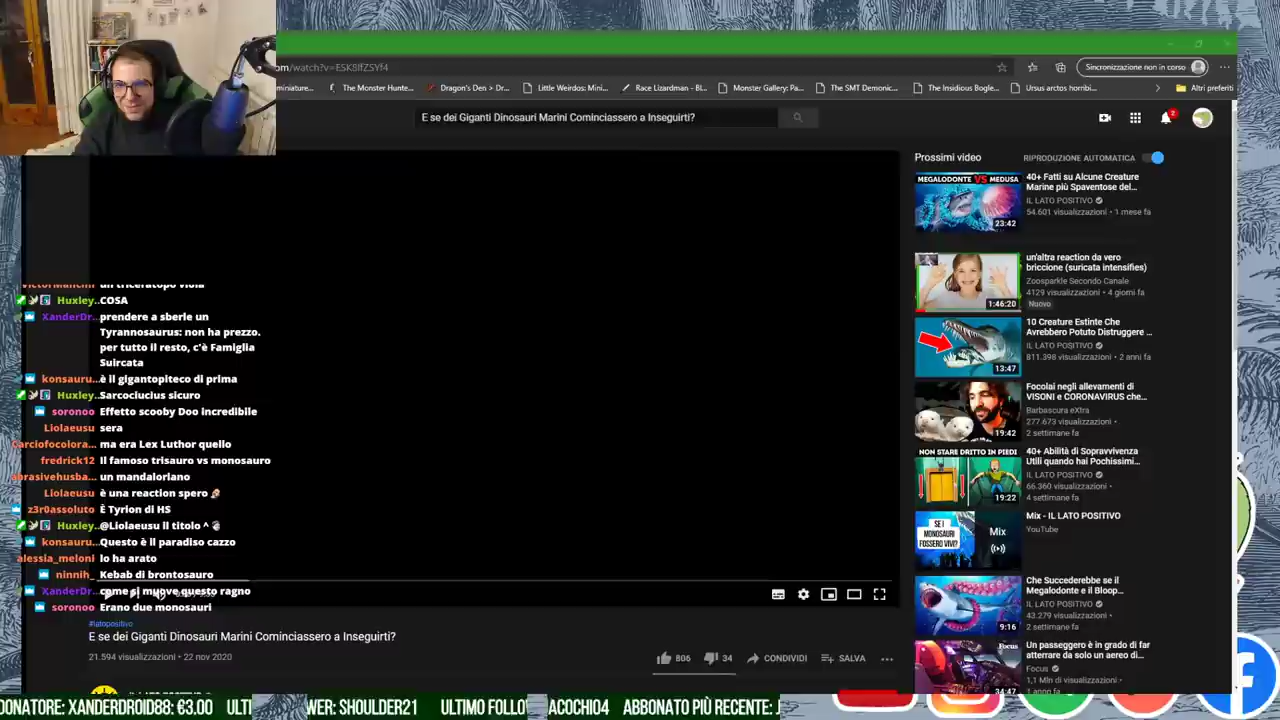 om/watch?v=ESK8IfZSYf4
Sincronizzazione non in corso
miniature...
The Monster Hunte...
Dragon's Den > Dr...
Little Weirdos: Mini...
Race Lizardman - Bl...
Monster Gallery: Pa...
The SMT Demonic...
The Insidious Bogle...
Ursus arctos horribi...
Altri preferiti
E se dei Giganti Dinosauri Marini Cominciassero a Inseguirti?
2
Prossimi video
RIPRODUZIONE AUTOMATICA
MEGALODONTE VS MEDUSA
23:42
40+ Fatti su Alcune Creature
Marine più Spaventose del...
IL LATO POSITIVO
54.601 visualizzazioni • 1 mese fa
1:46:20
un'altra reaction da vero
briccione (suricata intensifies)
Zoosparkle Secondo Canale
4129 visualizzazioni • 4 giorni fa
Nuovo
13:47
10 Creature Estinte Che
Avrebbero Potuto Distruggere ...
IL LATO POSITIVO
811.398 visualizzazioni • 2 anni fa
19:42
Focolai negli allevamenti di
VISONI e CORONAVIRUS che...
Barbascura eXtra
277.673 visualizzazioni •
2 settimane fa
NON STARE DRITTO IN PIEDI
19:22
40+ Abilità di Sopravvivenza
Utili quando hai Pochissimi...
IL LATO POSITIVO
66.360 visualizzazioni •
4 settimane fa
SE I
MONOSAURI
FOSSERO VIVI?
Mix
Mix - IL LATO POSITIVO
YouTube
9:16
Che Succederebbe se il
Megalodonte e il Bloop...
IL LATO POSITIVO
43.279 visualizzazioni •
2 settimane fa
Focus
34:47
Un passeggero è in grado di far
atterrare da solo un aereo di...
Focus
1,1 Mln di visualizzazioni •
1 anno fa
un triceratopo viola
Huxley.. COSA
XanderDr.. prendere a sberle un
Tyrannosaurus: non ha prezzo.
per tutto il resto, c'è Famiglia
Suircata
konsauru... è il gigantopiteco di prima
Huxley.. Sarcociucius sicuro
soronoo Effetto scooby Doo incredibile
Liolaeusu sera
carciofocolora... ma era Lex Luthor quello
fredrick12 Il famoso trisauro vs monosauro
abrasivehusba... un mandaloriano
Liolaeusu è una reaction spero
z3r0assoluto È Tyrion di HS
Huxley.. @Liolaeusu il titolo ^
konsauru... Questo è il paradiso cazzo
alessia_meloni lo ha arato
ninnih_ Kebab di brontosauro
XanderDr.. come si muove questo ragno
soronoo Erano due monosauri
#latopositivo
E se dei Giganti Dinosauri Marini Cominciassero a Inseguirti?
21.594 visualizzazioni • 22 nov 2020
806
34
CONDIVIDI
SALVA
DONATORE: XANDERDROID88: €3.00
ULTI
WER: SHOULDER21
ULTIMO FOLLO
ACOCHI04
ABBONATO PIÙ RECENTE: J